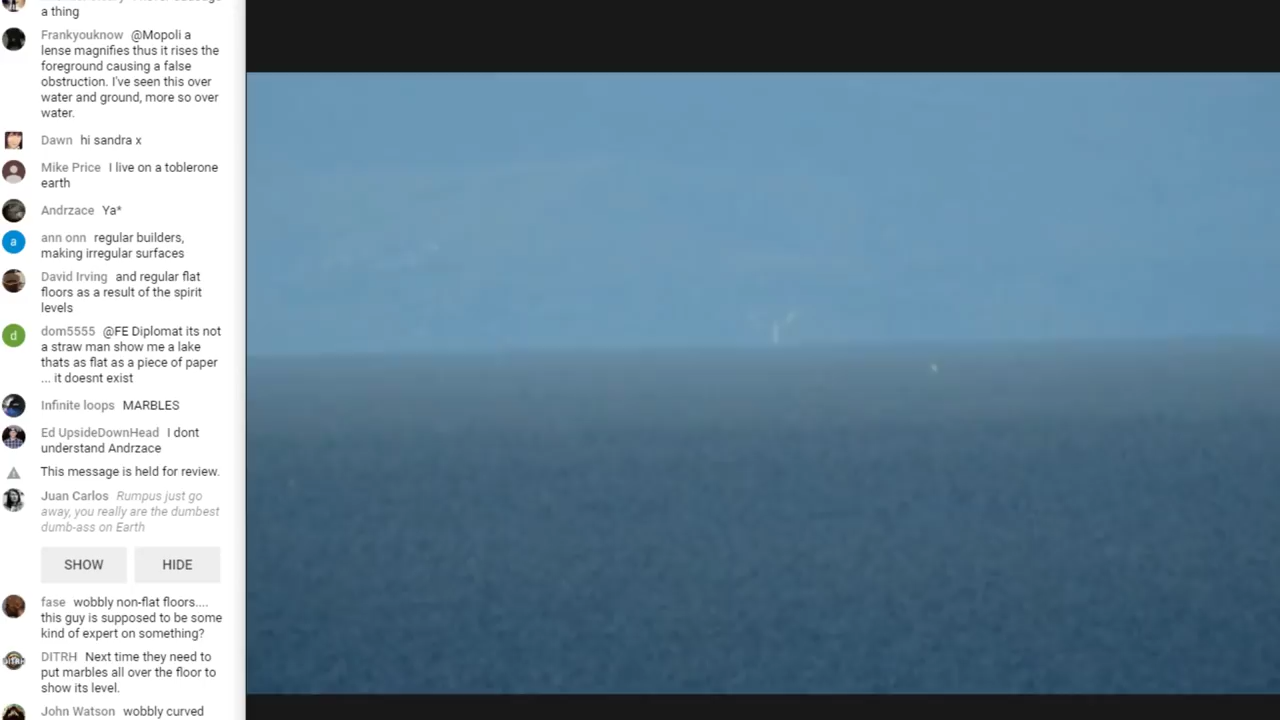 a thing
Frankyouknow @Mopoli a
lense magnifies thus it rises the
foreground causing a false
obstruction. I've seen this over
water and ground, more so over
water.
Dawn hi sandra x
Mike Price I live on a toblerone
earth
Andrzace Ya*
a
ann onn regular builders,
making irregular surfaces
David Irving and regular flat
floors as a result of the spirit
levels
d
dom5555 @FE Diplomat its not
a straw man show me a lake
thats as flat as a piece of paper
... it doesnt exist
Infinite loops MARBLES
Ed UpsideDownHead I dont
understand Andrzace
This message is held for review.
Juan Carlos Rumpus just go
away, you really are the dumbest
dumb-ass on Earth
SHOW HIDE
fase wobbly non-flat floors....
this guy is supposed to be some
kind of expert on something?
DITRH Next time they need to
put marbles all over the floor to
show its level.
John Watson wobbly curved